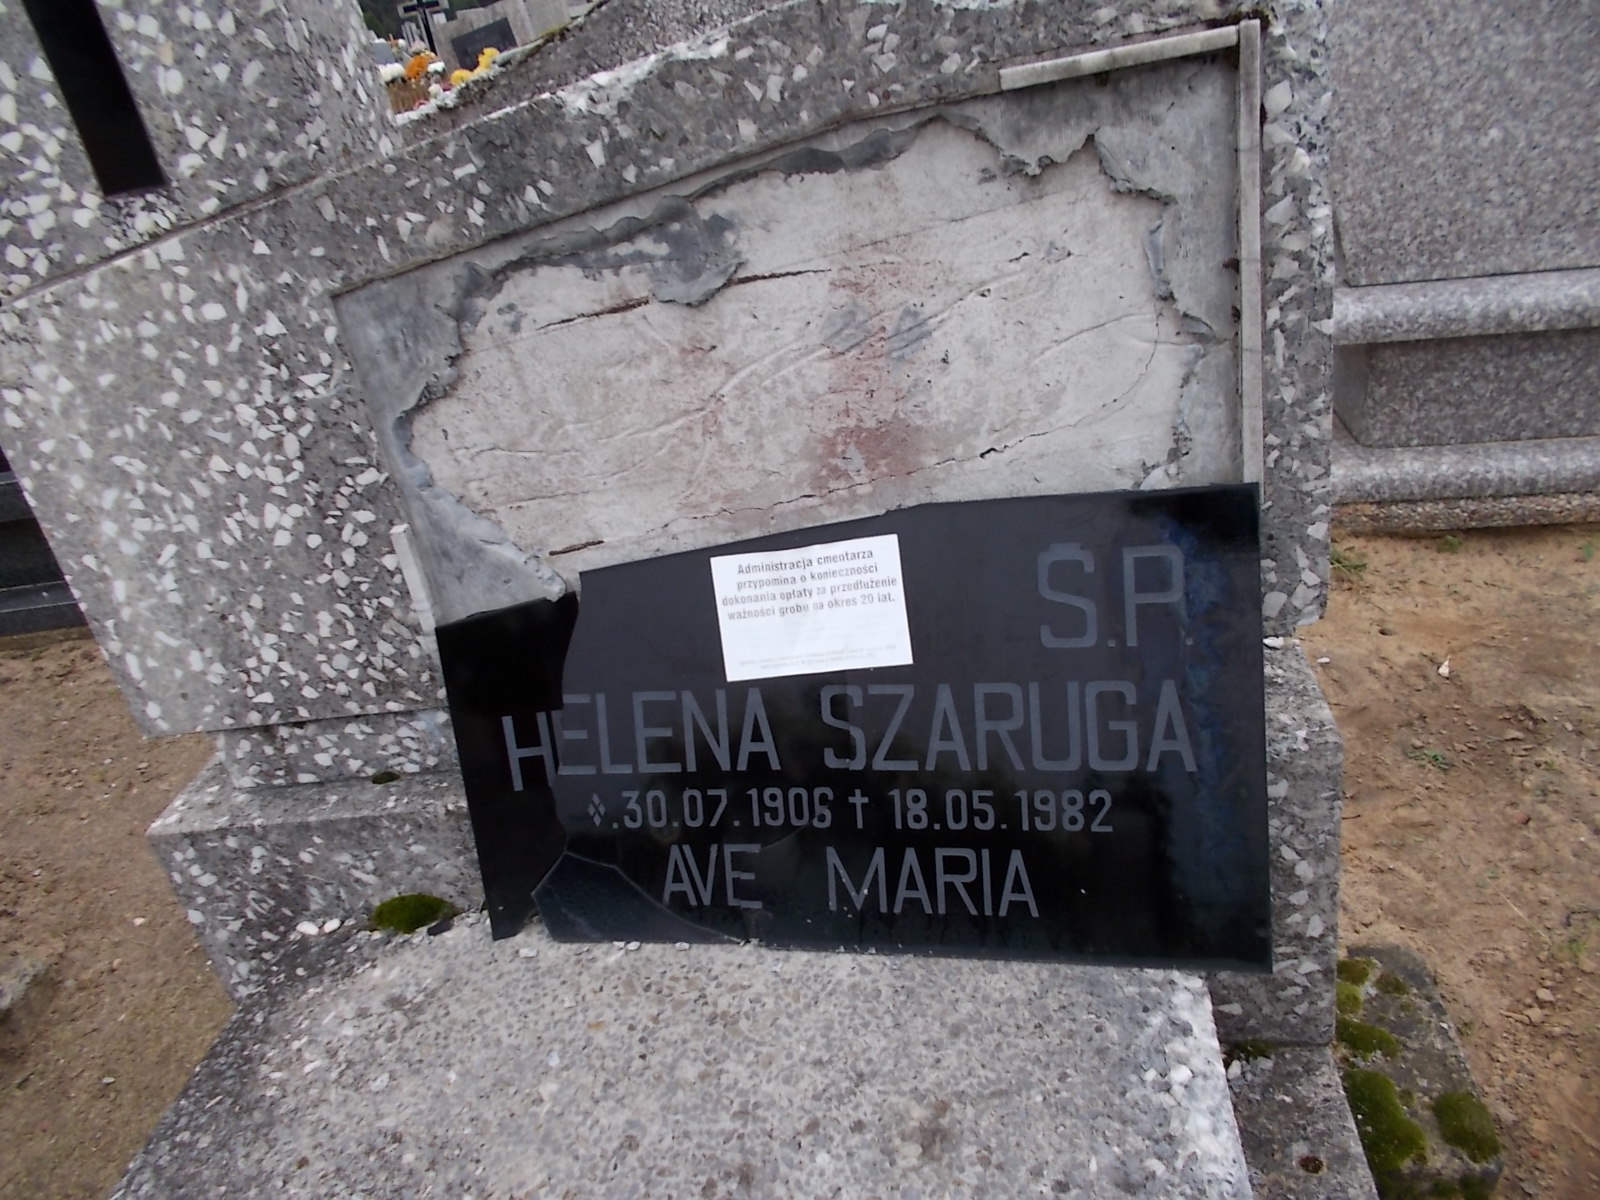 Administracja cmentarza
przypomina o konieczności
dokonania opłaty za przedłużenie
ważności grobu na okres 20 lat.
Ś.P.
HELENA SZARUGA
.30.07.1906 † 18.05.1982
AVE MARIA